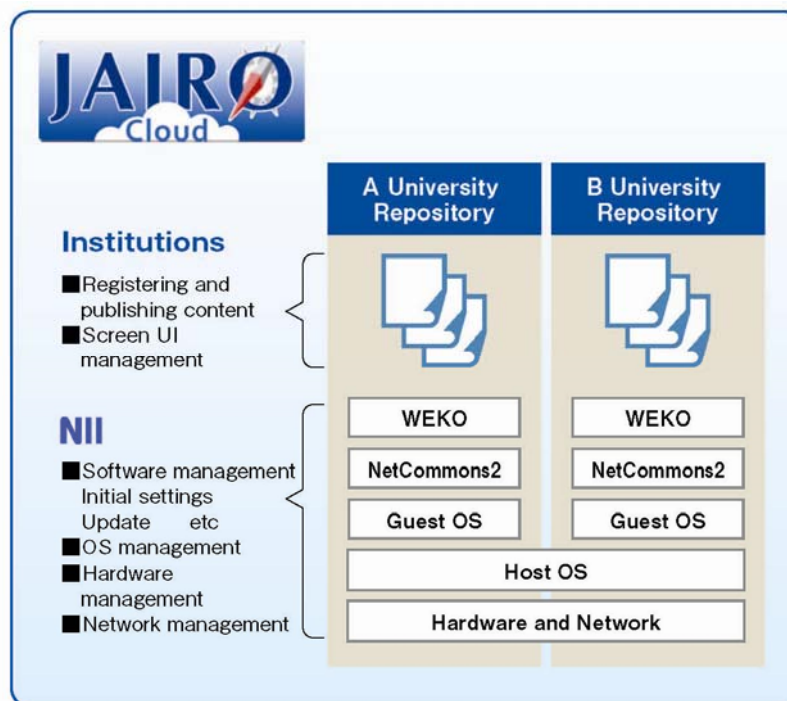 JAIRO
Cloud
A University
Repository
B University
Repository
Institutions
■Registering and
publishing content
■Screen UI
management
NII
■Software management
Initial settings
Update etc
■OS management
■Hardware
management
■Network management
WEKO
WEKO
NetCommons2
NetCommons2
Guest OS
Guest OS
Host OS
Hardware and Network